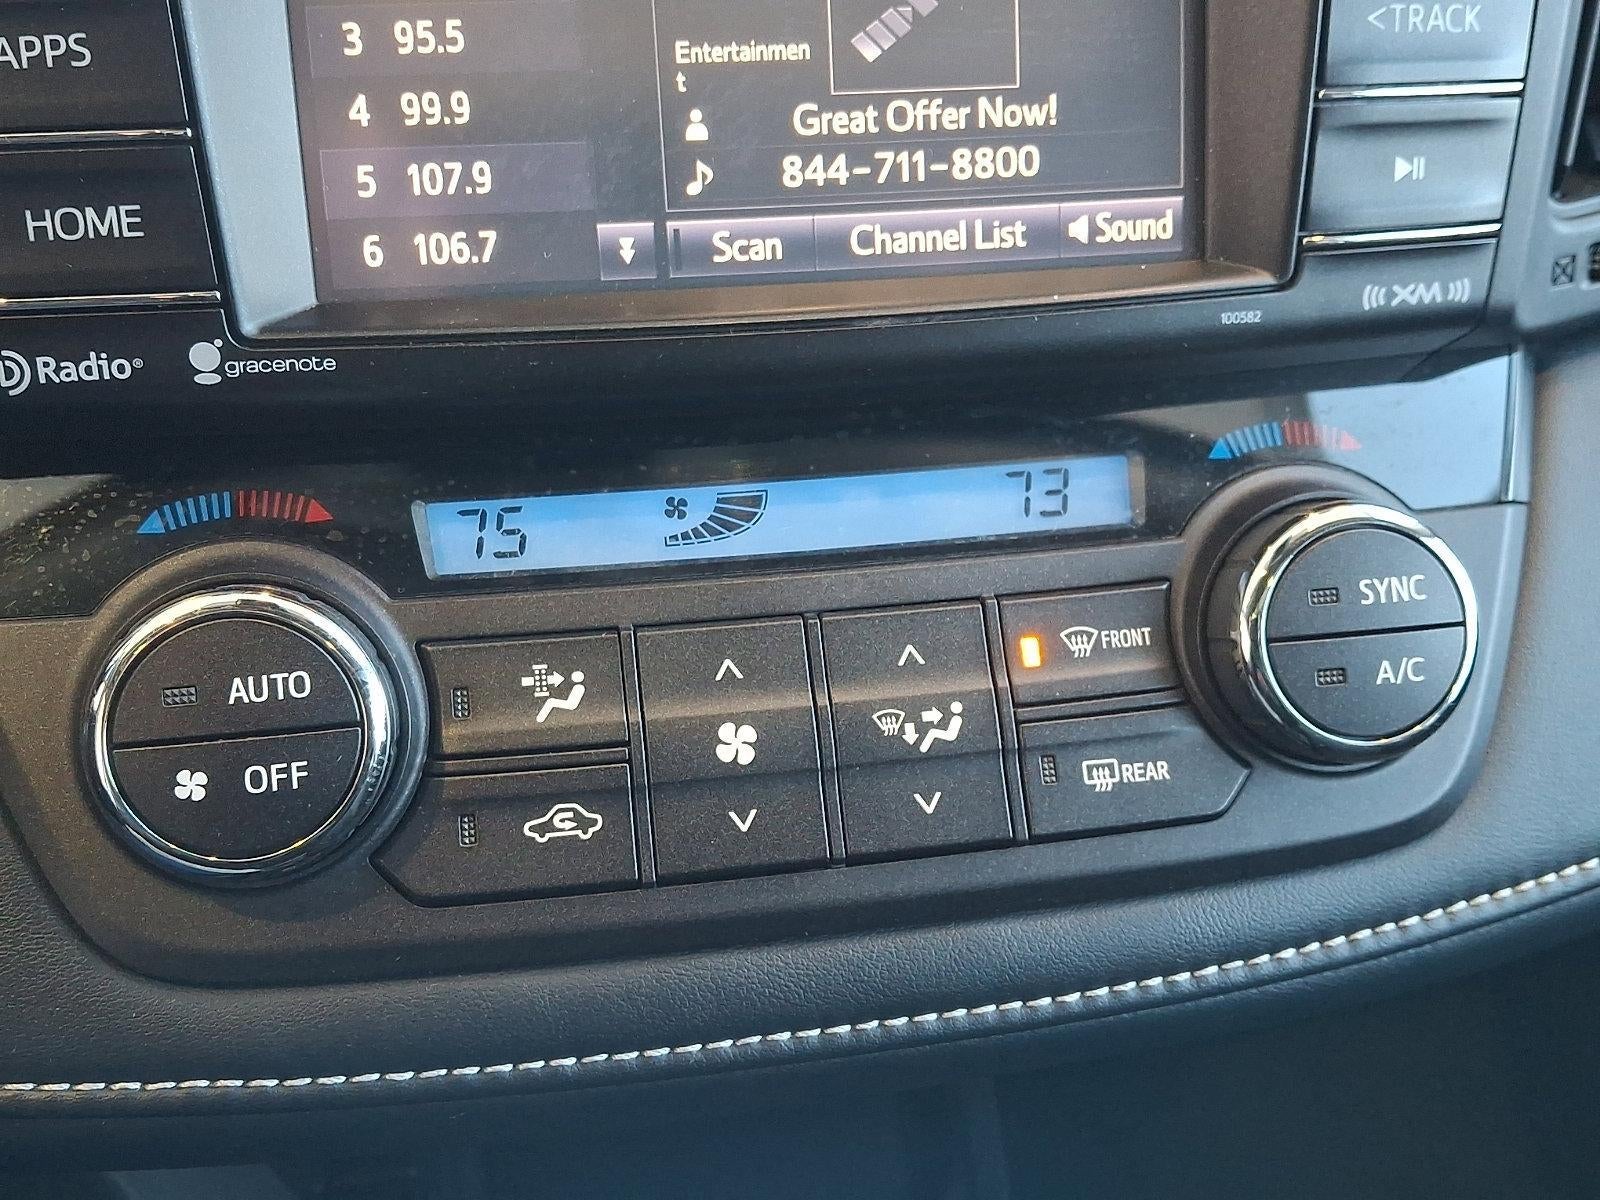 APPS
HOME
3 95.5
4 99.9
5 107.9
6 106.7
Entertainmen
t
Great Offer Now!
844-711-8800
Scan Channel List Sound
<TRACK
XM
100582
Radio®
gracenote
75 73
AUTO
OFF
FRONT
REAR
SYNC
A/C